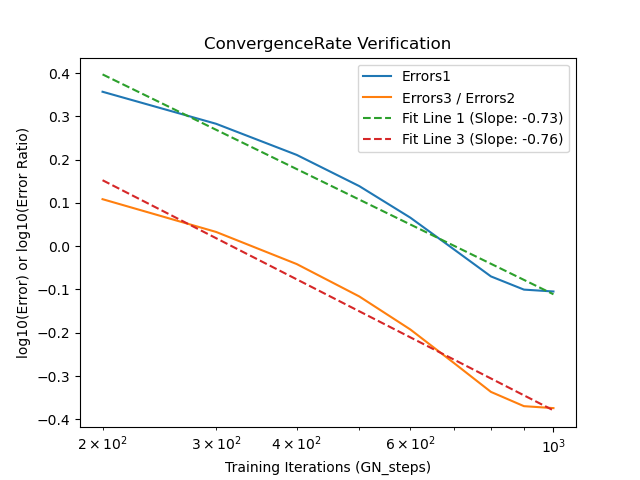 ConvergenceRate Verification
log10(Error) or log10(Error Ratio)
0.4
0.3
0.2
0.1
0.0
−0.1
−0.2
−0.3
−0.4
Errors1
Errors3 / Errors2
Fit Line 1 (Slope: -0.73)
Fit Line 3 (Slope: -0.76)
2 × 10² 3 × 10² 4 × 10² 6 × 10² 10³
Training Iterations (GN_steps)